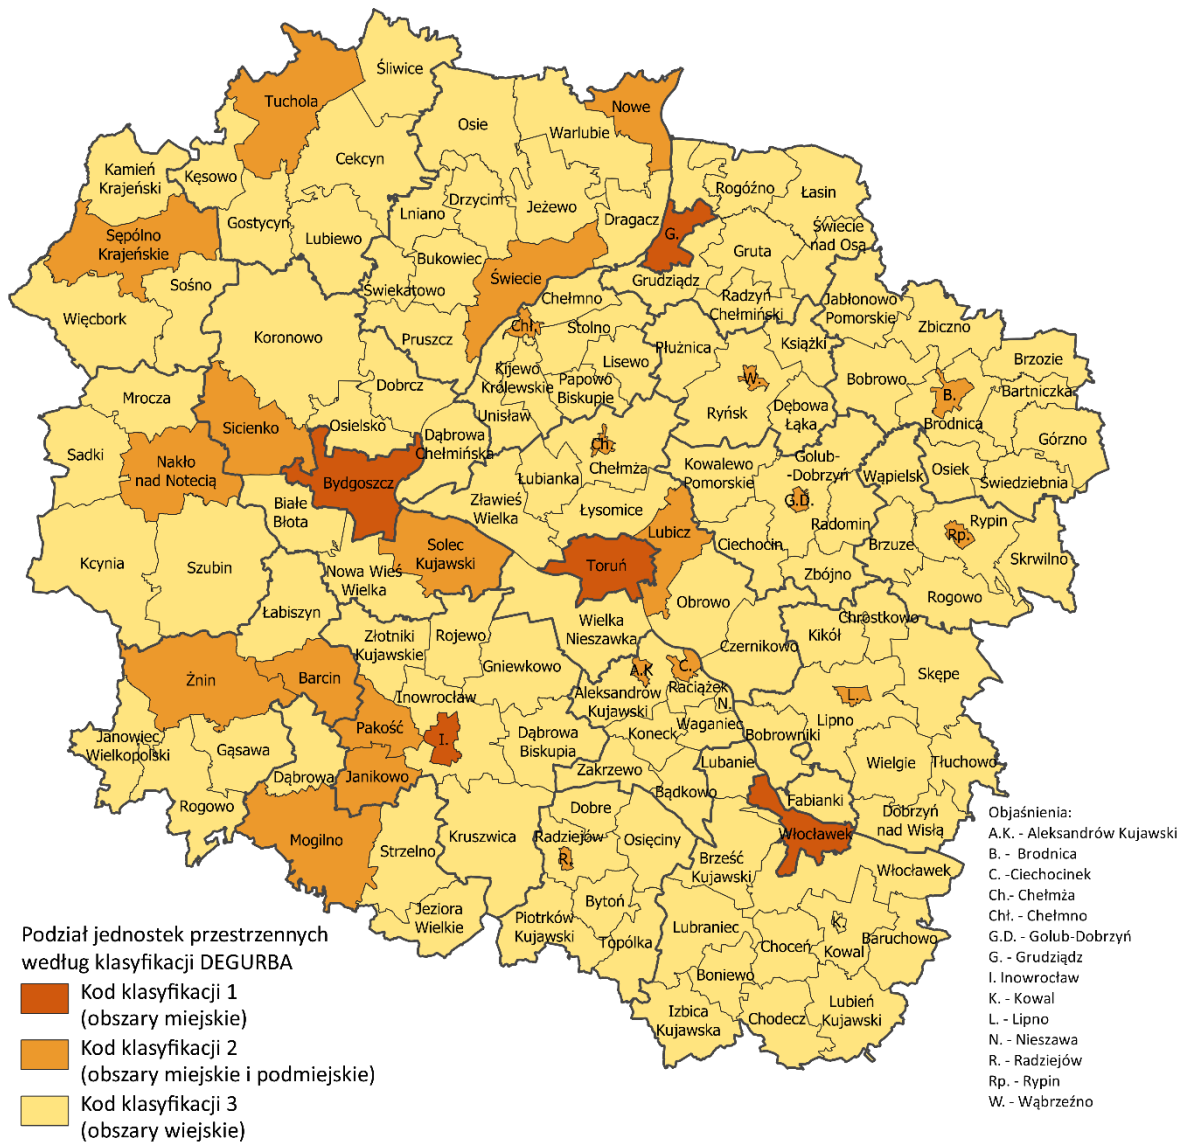 Śliwice
Tuchola
Nowe
Osie
Warlubie
Cekcyn
Kamień
Krajeński
Kęsowo
Rogóźno
Łasin
Drzycim
Jeżewo
Lniano
Dragacz
Gostycyn
Lubiewo
Świecie
nad Osą
Sępólno
Krajeńskie
G.
Gruta
Bukowiec
Świecie
Grudziądz
Sośno
Świekatowo
Chełmno
Radzyń
Chełmiński
Jabłonowo
Pomorskie
Więcbork
Chł.
Stolno
Zbiczno
Koronowo
Pruszcz
Płużnica
Książki
Lisewo
Brzozie
Kijewo
Królewskie
Papowo
Biskupie
W.
Bobrowo
Dobrcz
Bartniczka
Mrocza
B.
Unisław
Ryńsk
Dębowa
Łąka
Brodnica
Sicienko
Osielsko
Dąbrowa
Chełmińska
Górzno
Ch.
Sadki
Nakło
nad Notecią
Chełmża
Kowalewo
Pomorskie
Golub-
-Dobrzyń
Wąpielsk
Osiek
Świedziebnia
Bydgoszcz
Łubianka
Białe
Błota
Zławieś
Wielka
G.D.
Łysomice
Lubicz
Radomin
Rypin
Rp.
Solec
Kujawski
Ciechocin
Brzuze
Skrwilno
Kcynia
Szubin
Nowa Wieś
Wielka
Toruń
Zbójno
Rogowo
Obrowo
Łabiszyn
Wielka
Nieszawka
Chrostkowo
Złotniki
Kujawskie
Rojewo
Kikół
Czernikowo
Gniewkowo
Żnin
Barcin
A.K
C.
Skępe
Aleksandrów
Kujawski
Raciążek
Inowrocław
N.
L.
Pakość
Waganiec
Lipno
Janowiec
Wielkopolski
I.
Dąbrowa
Biskupia
Koneck
Bobrowniki
Gąsawa
Dąbrowa
Janikowo
Zakrzewo
Lubanie
Wielgie
Tłuchowo
Bądkowo
Rogowo
Dobre
Fabianki
Dobrzyń
nad Wisłą
Mogilno
Kruszwica
Radziejów
Osięciny
Włocławek
Strzelno
R.
Brześć
Kujawski
Włocławek
Bytoń
Jeziora
Wielkie
Piotrków
Kujawski
Topólka
Lubraniec
K.
Choceń
Kowal
Baruchowo
Boniewo
Izbica
Kujawska
Chodecz
Lubień
Kujawski
Objaśnienia:
A.K. - Aleksandrów Kujawski
B. - Brodnica
C. -Ciechocinek
Ch.- Chełmża
Chł. - Chełmno
G.D. - Golub-Dobrzyń
G. - Grudziądz
I. Inowrocław
K. - Kowal
L. - Lipno
N. - Nieszawa
R. - Radziejów
Rp. - Rypin
W. - Wąbrzeźno
Podział jednostek przestrzennych
według klasyfikacji DEGURBA
Kod klasyfikacji 1
(obszary miejskie)
Kod klasyfikacji 2
(obszary miejskie i podmiejskie)
Kod klasyfikacji 3
(obszary wiejskie)